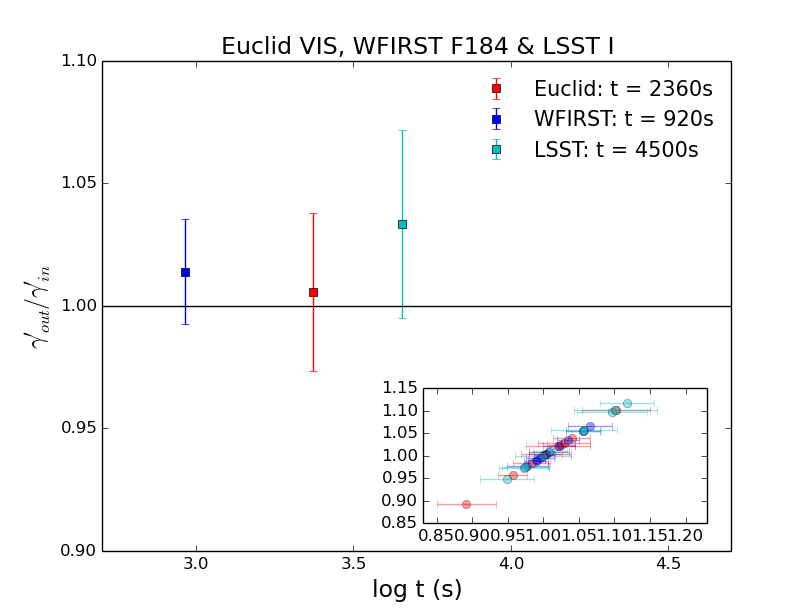 Euclid VIS, WFIRST F184 & LSST I
1.10
Euclid: t = 2360s
WFIRST: t = 920s
LSST: t = 4500s
1.05
γ′out/γ′in
1.00
0.95
0.90
1.15
1.10
1.05
1.00
0.95
0.90
0.85
0.85 0.90 0.95 1.00 1.05 1.10 1.15 1.20
3.0 3.5 4.0 4.5
log t (s)